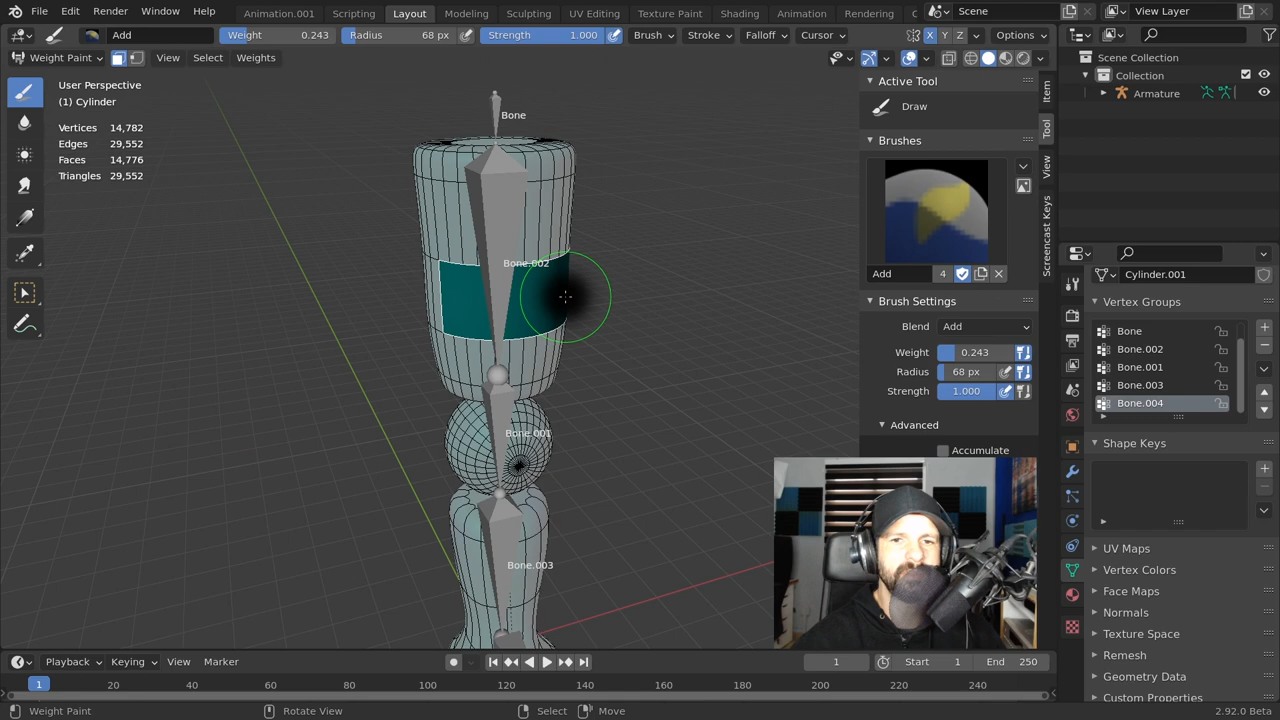 File Edit Render Window Help
Animation.001 Scripting Layout Modeling Sculpting UV Editing Texture Paint Shading Animation Rendering
Scene
View Layer
Add
Weight 0.243
Radius 68 px
Strength 1.000
Brush Stroke Falloff Cursor
X Y Z
Options
Weight Paint
View Select Weights
User Perspective
(1) Cylinder
Vertices 14,782
Edges 29,552
Faces 14,776
Triangles 29,552
Bone
Bone.002
Bone.001
Bone.003
Active Tool
Draw
Brushes
Add 4
Brush Settings
Blend Add
Weight 0.243
Radius 68 px
Strength 1.000
Advanced
Accumulate
Item
Tool
View
Screencast Keys
Scene Collection
Collection
Armature
Cylinder.001
Vertex Groups
Bone
Bone.002
Bone.001
Bone.003
Bone.004
Shape Keys
UV Maps
Vertex Colors
Face Maps
Normals
Texture Space
Remesh
Geometry Data
Custom Properties
Playback Keying View Marker
1
Start 1
End 250
1 20 40 60 80 100 120 140 160 180 200 220 240
Weight Paint
Rotate View
Select
Move
2.92.0 Beta